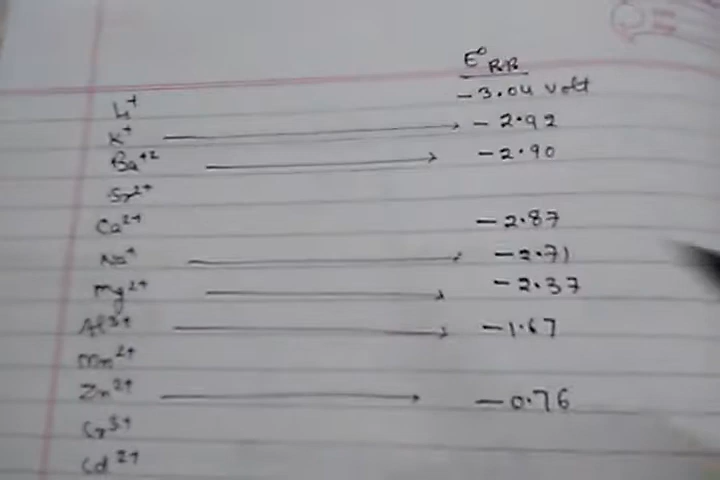 E° R.P.
Li+ -3.04 volt
K+ → -2.92
Ba+2 → -2.90
Sr2+
Ca2+ -2.87
Na+ → -2.71
Mg2+ → -2.37
Al3+ → -1.67
Mn2+
Zn2+ → -0.76
Cr3+
Cd2+